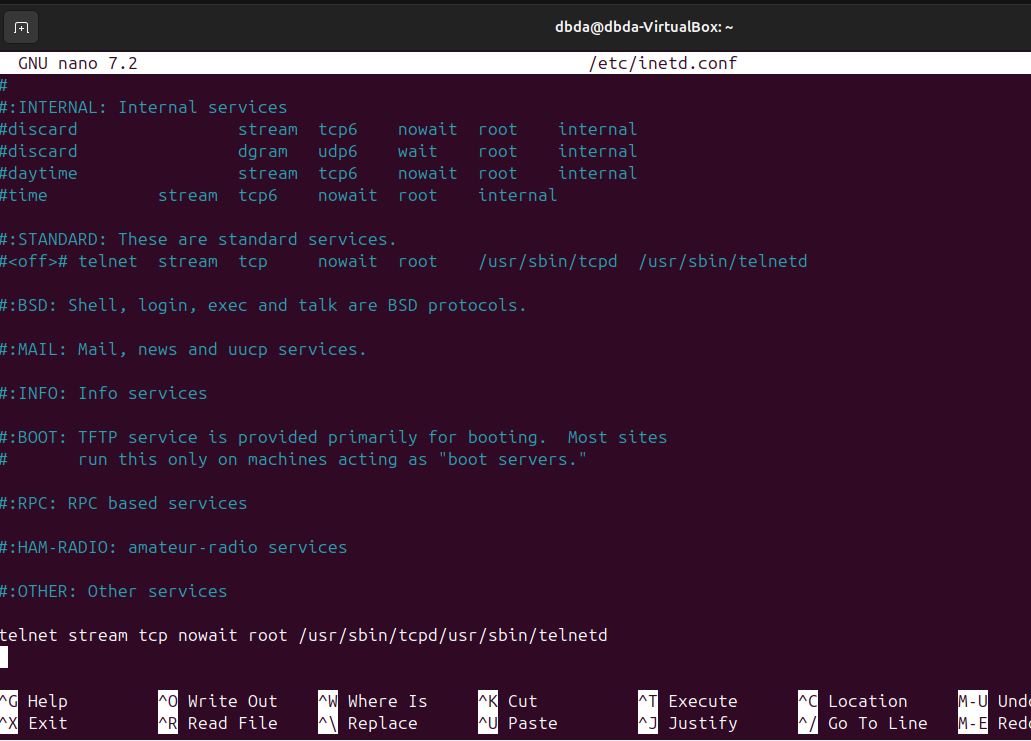 dbda@dbda-VirtualBox: ~
GNU nano 7.2 /etc/inetd.conf
#
#:INTERNAL: Internal services
#discard stream tcp6 nowait root internal
#discard dgram udp6 wait root internal
#daytime stream tcp6 nowait root internal
#time stream tcp6 nowait root internal
#:STANDARD: These are standard services.
#<off># telnet stream tcp nowait root /usr/sbin/tcpd /usr/sbin/telnetd
#:BSD: Shell, login, exec and talk are BSD protocols.
#:MAIL: Mail, news and uucp services.
#:INFO: Info services
#:BOOT: TFTP service is provided primarily for booting. Most sites
# run this only on machines acting as "boot servers."
#:RPC: RPC based services
#:HAM-RADIO: amateur-radio services
#:OTHER: Other services
telnet stream tcp nowait root /usr/sbin/tcpd/usr/sbin/telnetd
^G Help ^O Write Out ^W Where Is ^K Cut ^T Execute ^C Location M-U Undo
^X Exit ^R Read File ^\ Replace ^U Paste ^J Justify ^/ Go To Line M-E Redo